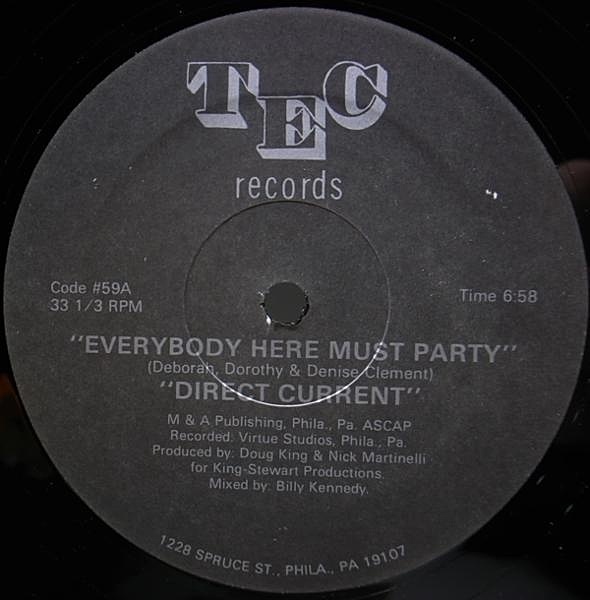 TEC
records
Code #59A
33 1/3 RPM
Time 6:58
"EVERYBODY HERE MUST PARTY"
(Deborah, Dorothy & Denise Clement)
"DIRECT CURRENT"
M & A Publishing, Phila., Pa. ASCAP
Recorded: Virtue Studios, Phila., Pa.
Produced by: Doug King & Nick Martinelli
for King-Stewart Productions.
Mixed by: Billy Kennedy.
1228 SPRUCE ST., PHILA., PA 19107